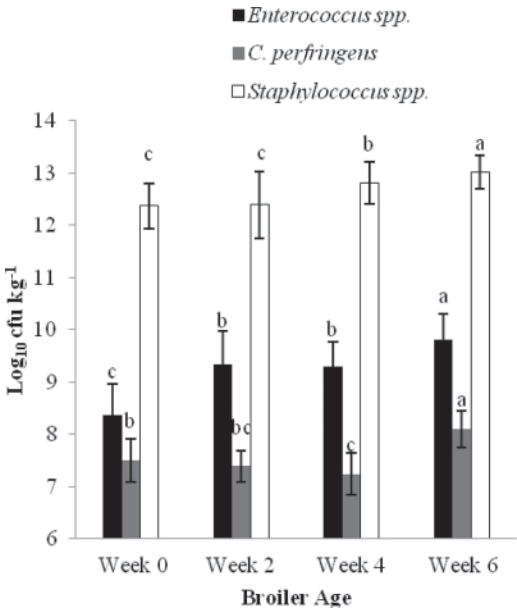 Enterococcus spp.
C. perfringens
Staphylococcus spp.
14
13
12
11
10
9
8
7
6
Log10 cfu kg-1
c
b
c
b
bc
c
b
c
b
a
a
a
Week 0 Week 2 Week 4 Week 6
Broiler Age